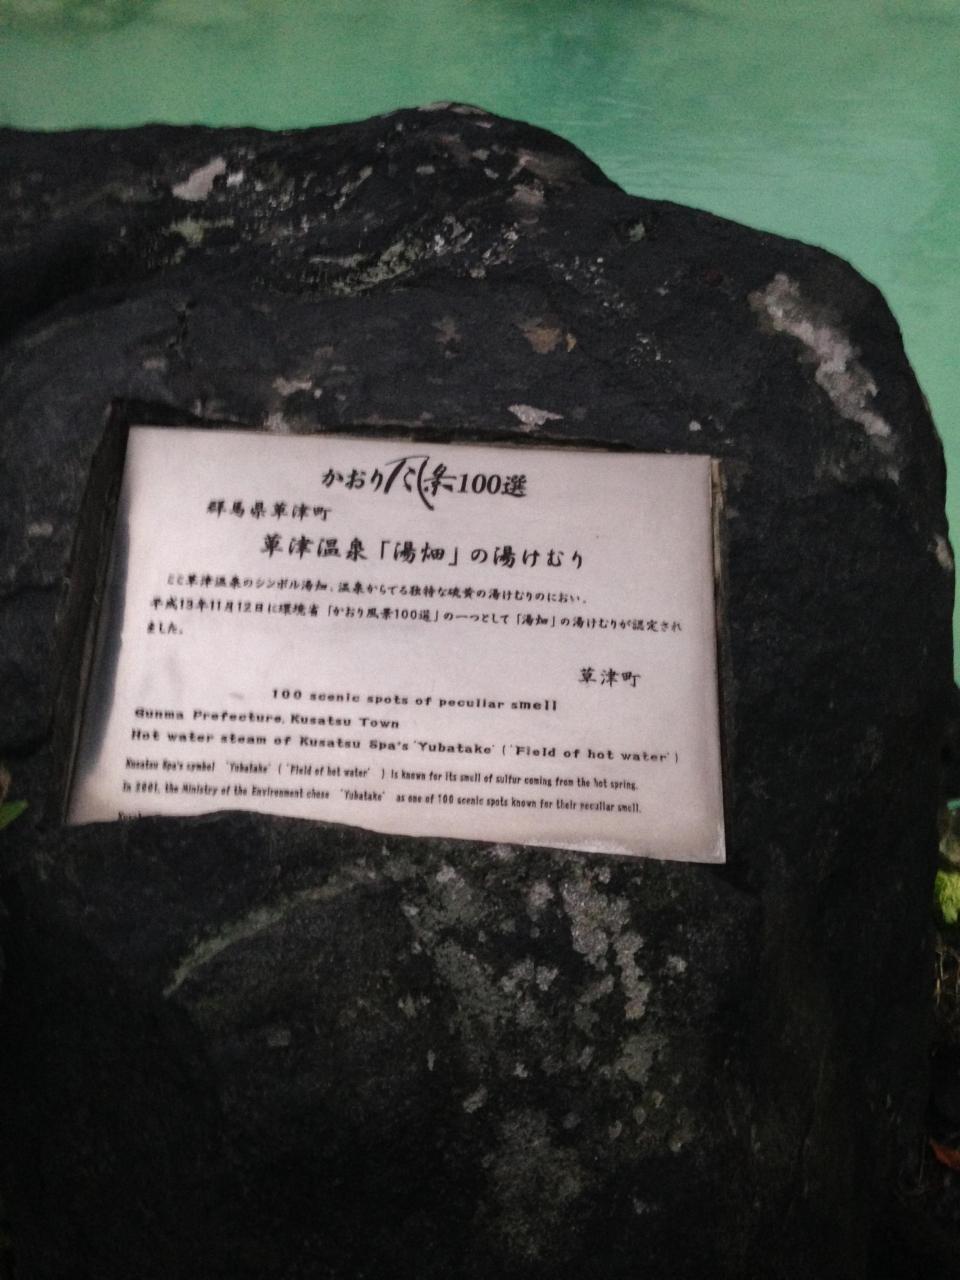 かおり風景100選
群馬県草津町
草津温泉「湯畑」の湯けむり
ここ草津温泉のシンボル湯畑、温泉からでる独特な硫黄の湯けむりのにおい。
平成13年11月12日に環境省「かおり風景100選」の一つとして「湯畑」の湯けむりが認定され
ました。
草津町
100 scenic spots of peculiar smell
Gunma Prefecture, Kusatsu Town
Hot water steam of Kusatsu Spa's 'Yubatake' ('Field of hot water')
Kusatsu Spa's symbol 'Yubatake' ('Field of hot water') is known for its smell of sulfur coming from the hot spring.
In 2001, the Ministry of the Environment chose 'Yubatake' as one of 100 scenic spots known for their peculiar smell.